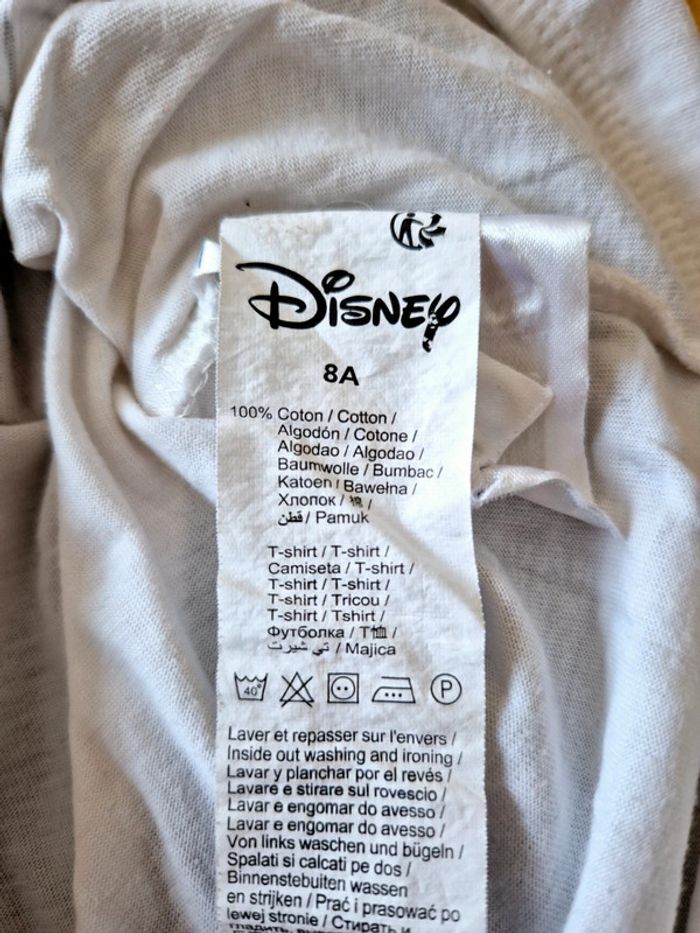 Disney
8A
100% Coton / Cotton /
Algodón / Cotone /
Algodao / Algodao /
Baumwolle / Bumbac /
Katoen / Bawełna /
Хлопок / 棉 /
قطن / Pamuk
T-shirt / T-shirt /
Camiseta / T-shirt /
T-shirt / T-shirt /
T-shirt / Tricou /
T-shirt / Tshirt /
Футболка / T恤 /
تي شيرت / Majica
40° P
Laver et repasser sur l'envers /
Inside out washing and ironing /
Lavar y planchar por el revés /
Lavare e stirare sul rovescio /
Lavar e engomar do avesso /
Lavar e engomar do avesso /
Von links waschen und bügeln /
Spalati si calcati pe dos /
Binnenstebuiten wassen
en strijken / Prać i prasować po
lewej stronie / Стирать и